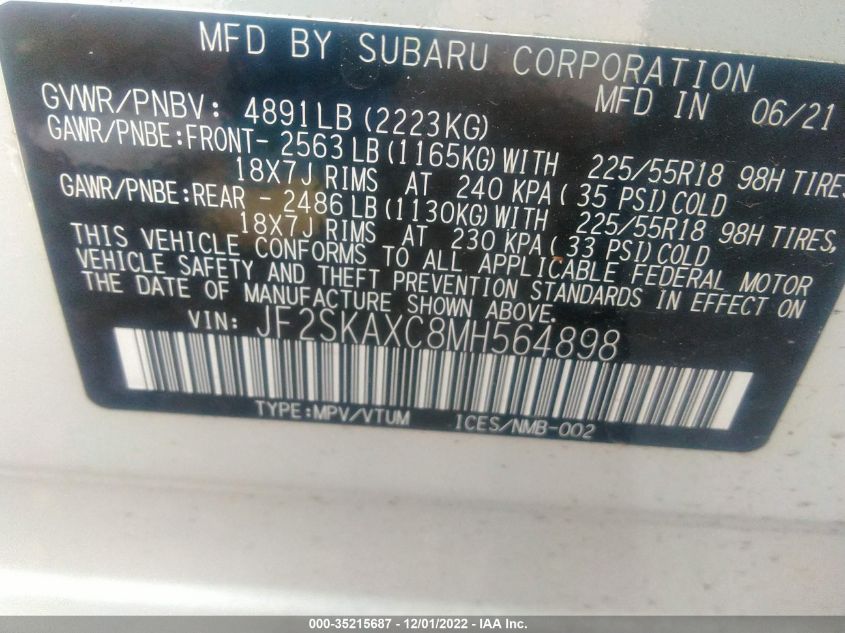 MFD BY SUBARU CORPORATION
GVWR/PNBV: 4891LB (2223KG) MFD IN 06/21
GAWR/PNBE:FRONT- 2563LB (1165KG)WITH 225/55R18 98H TIRES
18X7J RIMS AT 240 KPA( 35 PSI)COLD
GAWR/PNBE:REAR - 2486LB (1130KG)WITH 225/55R18 98H TIRES,
18X7J RIMS AT 230 KPA( 33 PSI)COLD
THIS VEHICLE CONFORMS TO ALL APPLICABLE FEDERAL MOTOR
VEHICLE SAFETY AND THEFT PREVENTION STANDARDS IN EFFECT ON
THE DATE OF MANUFACTURE SHOWN ABOVE.
VIN: JF2SKAXC8MH564898
TYPE:MPV/VTUM ICES/NMB-002
000-35215687 - 12/01/2022 - IAA Inc.